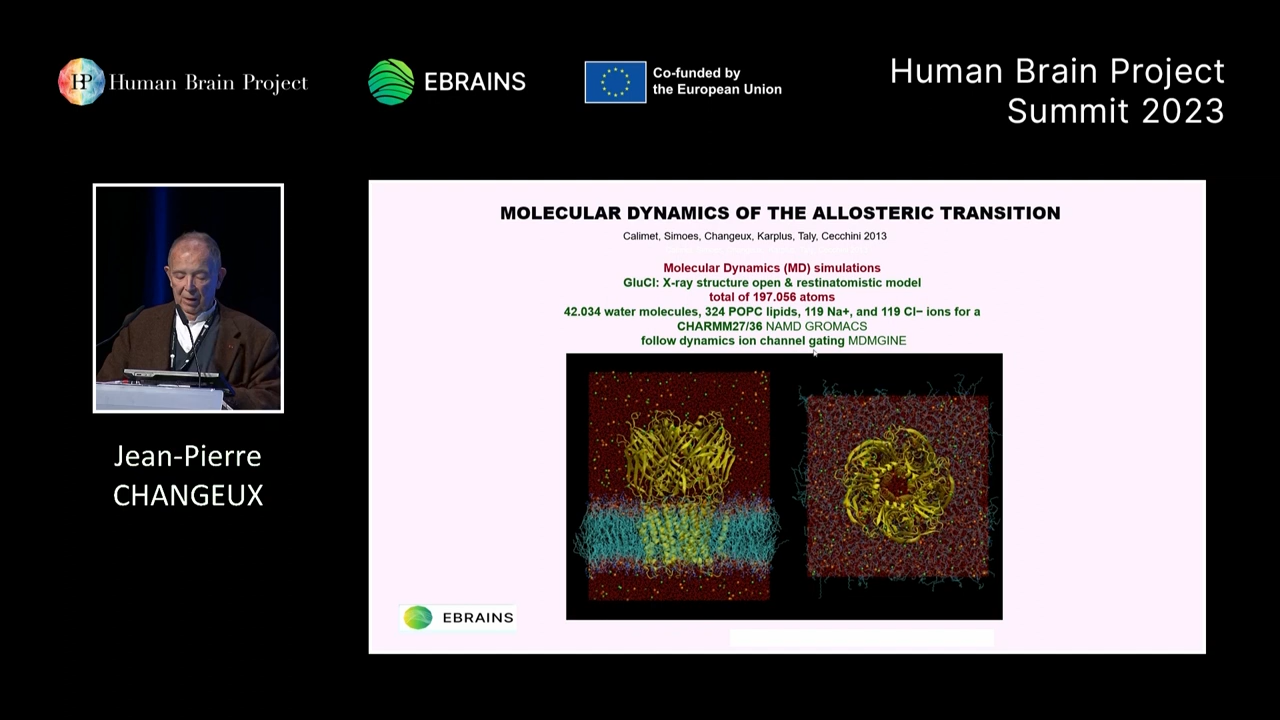 HP Human Brain Project
EBRAINS
Co-funded by
the European Union
Human Brain Project
Summit 2023
MOLECULAR DYNAMICS OF THE ALLOSTERIC TRANSITION
Calimet, Simoes, Changeux, Karplus, Taly, Cecchini 2013
Molecular Dynamics (MD) simulations
GluCl: X-ray structure open & restinatomistic model
total of 197.056 atoms
42.034 water molecules, 324 POPC lipids, 119 Na+, and 119 Cl− ions for a
CHARMM27/36 NAMD GROMACS
follow dynamics ion channel gating MDMGINE
EBRAINS
Jean-Pierre
CHANGEUX